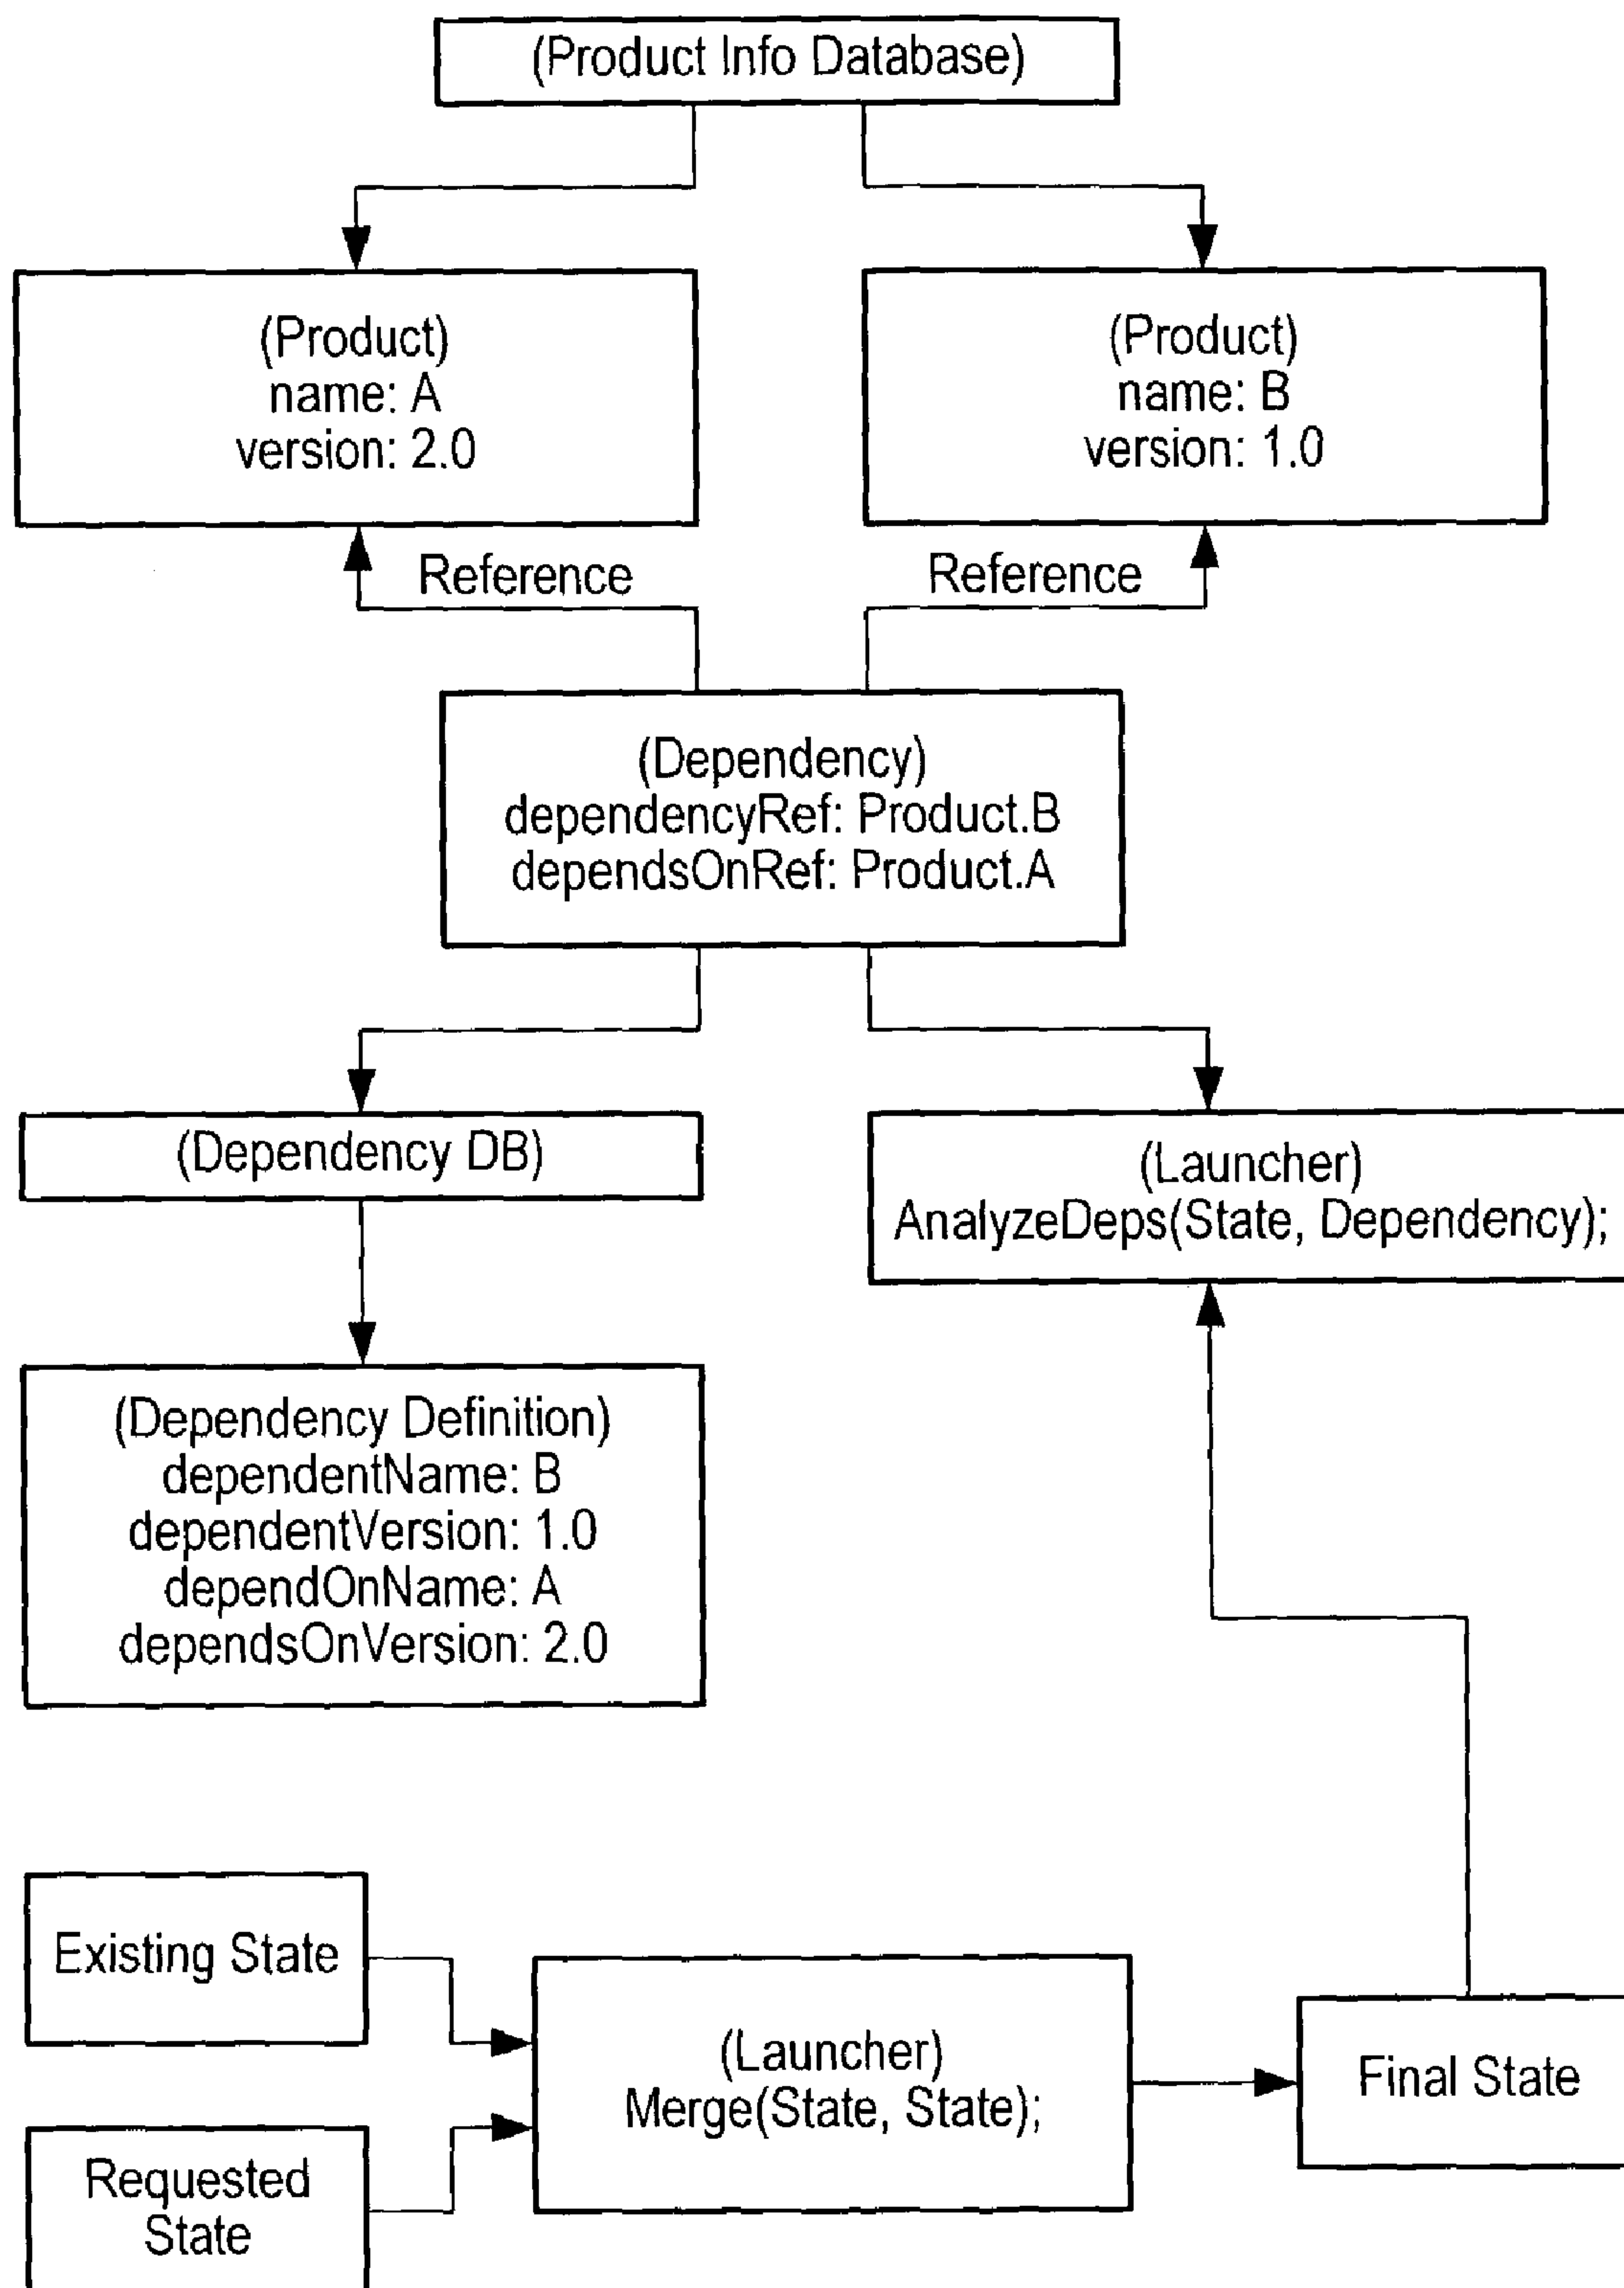 (Product Info Database)
(Product)
name: A
version: 2.0
(Product)
name: B
version: 1.0
Reference
Reference
(Dependency)
dependencyRef: Product.B
dependsOnRef: Product.A
(Dependency DB)
(Launcher)
AnalyzeDeps(State, Dependency);
(Dependency Definition)
dependentName: B
dependentVersion: 1.0
dependOnName: A
dependsOnVersion: 2.0
Existing State
(Launcher)
Merge(State, State);
Final State
Requested
State